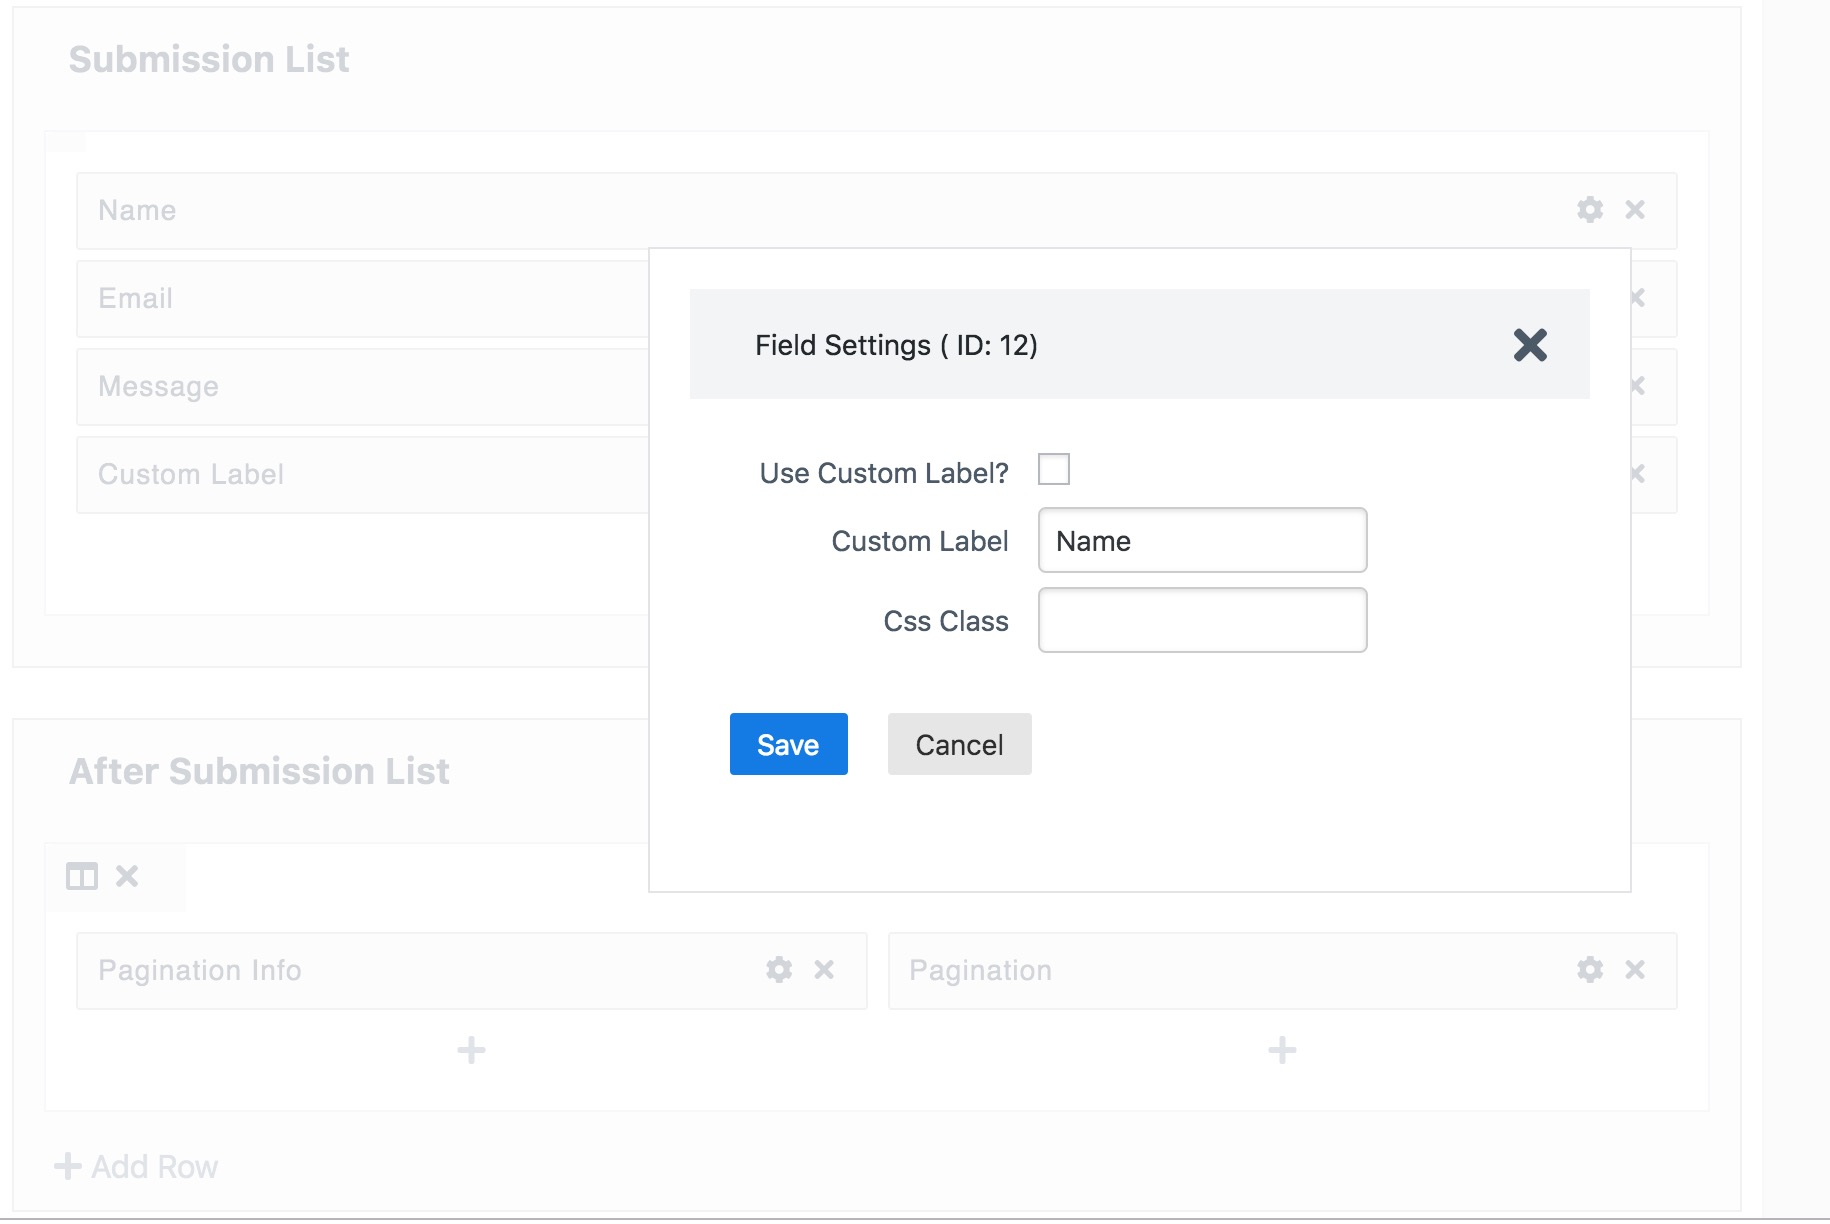 Submission List
Name
Email
Message
Custom Label
Field Settings ( ID: 12)
Use Custom Label?
Custom Label
Name
Css Class
Save
Cancel
After Submission List
Pagination Info
Pagination
Add Row